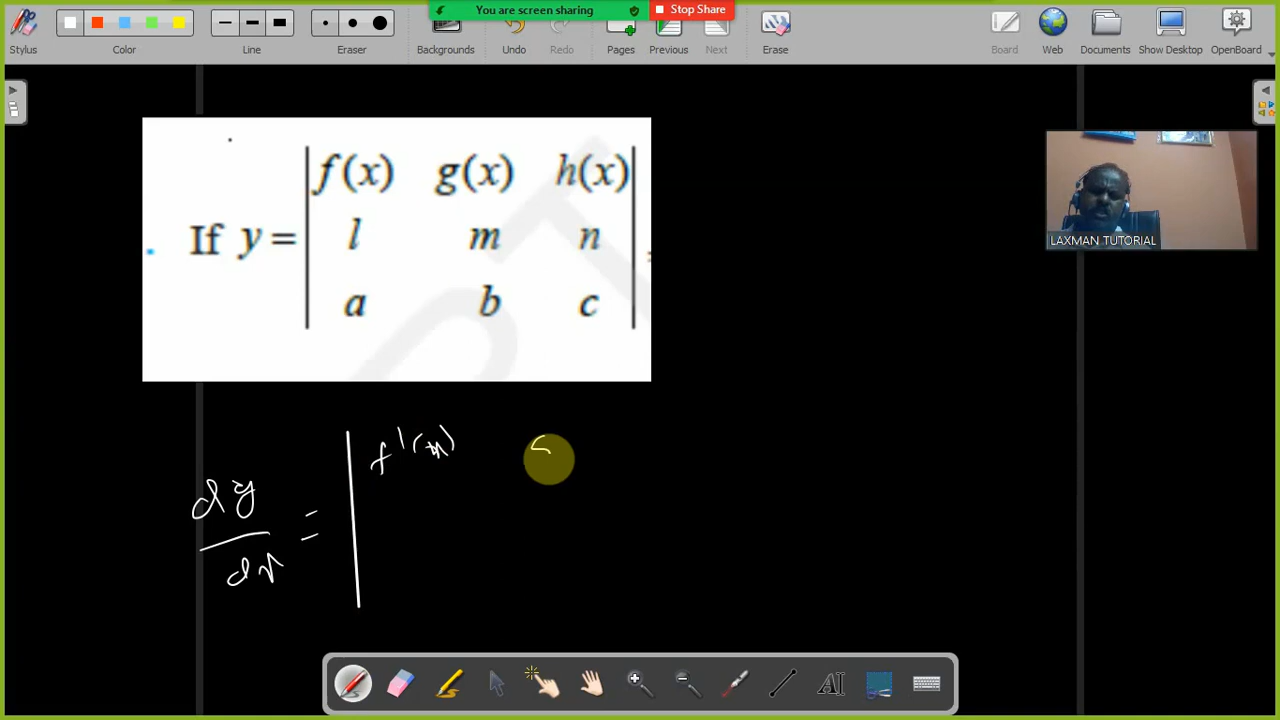 You are screen sharing Stop Share
Stylus Color Line Eraser Backgrounds Undo Redo Pages Previous Next Erase Board Web Documents Show Desktop OpenBoard
f(x) g(x) h(x)
. If y = l m n ,
a b c
LAXMAN TUTORIAL
f'(x)
dy
=
dx
AI